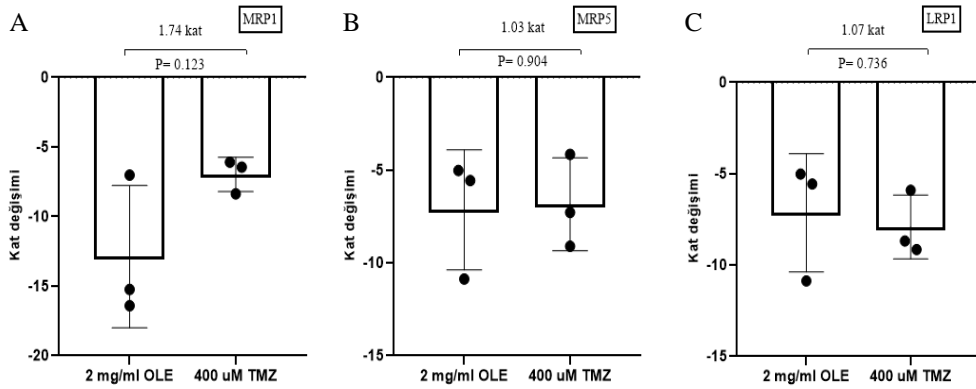 A
MRP1
1.74 kat
P= 0.123
Kat değişimi
0
-5
-10
-15
-20
2 mg/ml OLE
400 uM TMZ
B
MRP5
1.03 kat
P= 0.904
Kat değişimi
0
-5
-10
-15
2 mg/ml OLE
400 uM TMZ
C
LRP1
1.07 kat
P= 0.736
Kat değişimi
0
-5
-10
-15
2 mg/ml OLE
400 uM TMZ